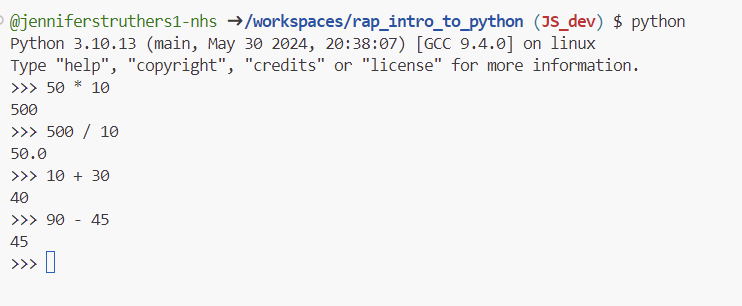 @jenniferstruthers1-nhs ➜/workspaces/rap_intro_to_python (JS_dev) $ python
Python 3.10.13 (main, May 30 2024, 20:38:07) [GCC 9.4.0] on linux
Type "help", "copyright", "credits" or "license" for more information.
>>> 50 * 10
500
>>> 500 / 10
50.0
>>> 10 + 30
40
>>> 90 - 45
45
>>>